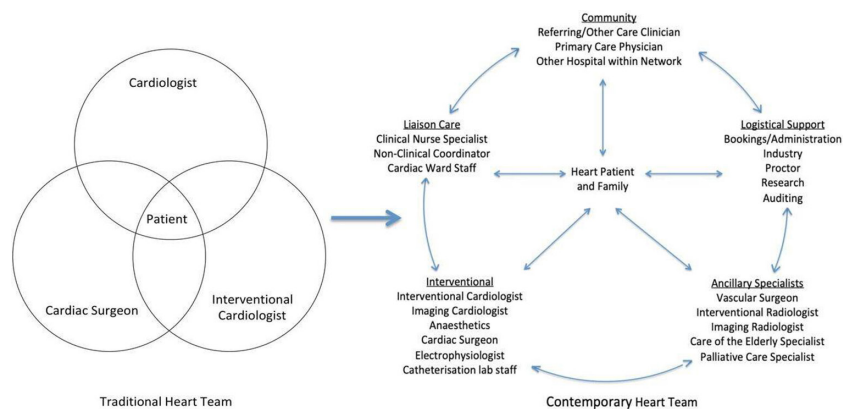 Cardiologist
Patient
Cardiac Surgeon
Interventional
Cardiologist
Traditional Heart Team
Community
Referring/Other Care Clinician
Primary Care Physician
Other Hospital within Network
Liaison Care
Clinical Nurse Specialist
Non-Clinical Coordinator
Cardiac Ward Staff
Heart Patient
and Family
Logistical Support
Bookings/Administration
Industry
Proctor
Research
Auditing
Interventional
Interventional Cardiologist
Imaging Cardiologist
Anaesthetics
Cardiac Surgeon
Electrophysiologist
Catheterisation lab staff
Ancillary Specialists
Vascular Surgeon
Interventional Radiologist
Imaging Radiologist
Care of the Elderly Specialist
Palliative Care Specialist
Contemporary Heart Team